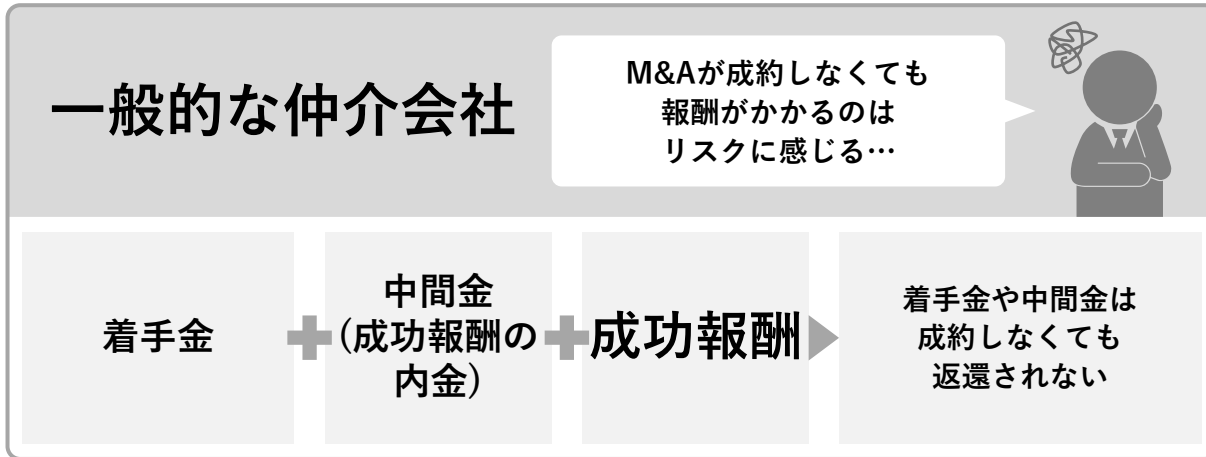 一般的な仲介会社
M&Aが成約しなくても
報酬がかかるのは
リスクに感じる…
着手金
中間金
(成功報酬の
内金)
成功報酬
着手金や中間金は
成約しなくても
返還されない